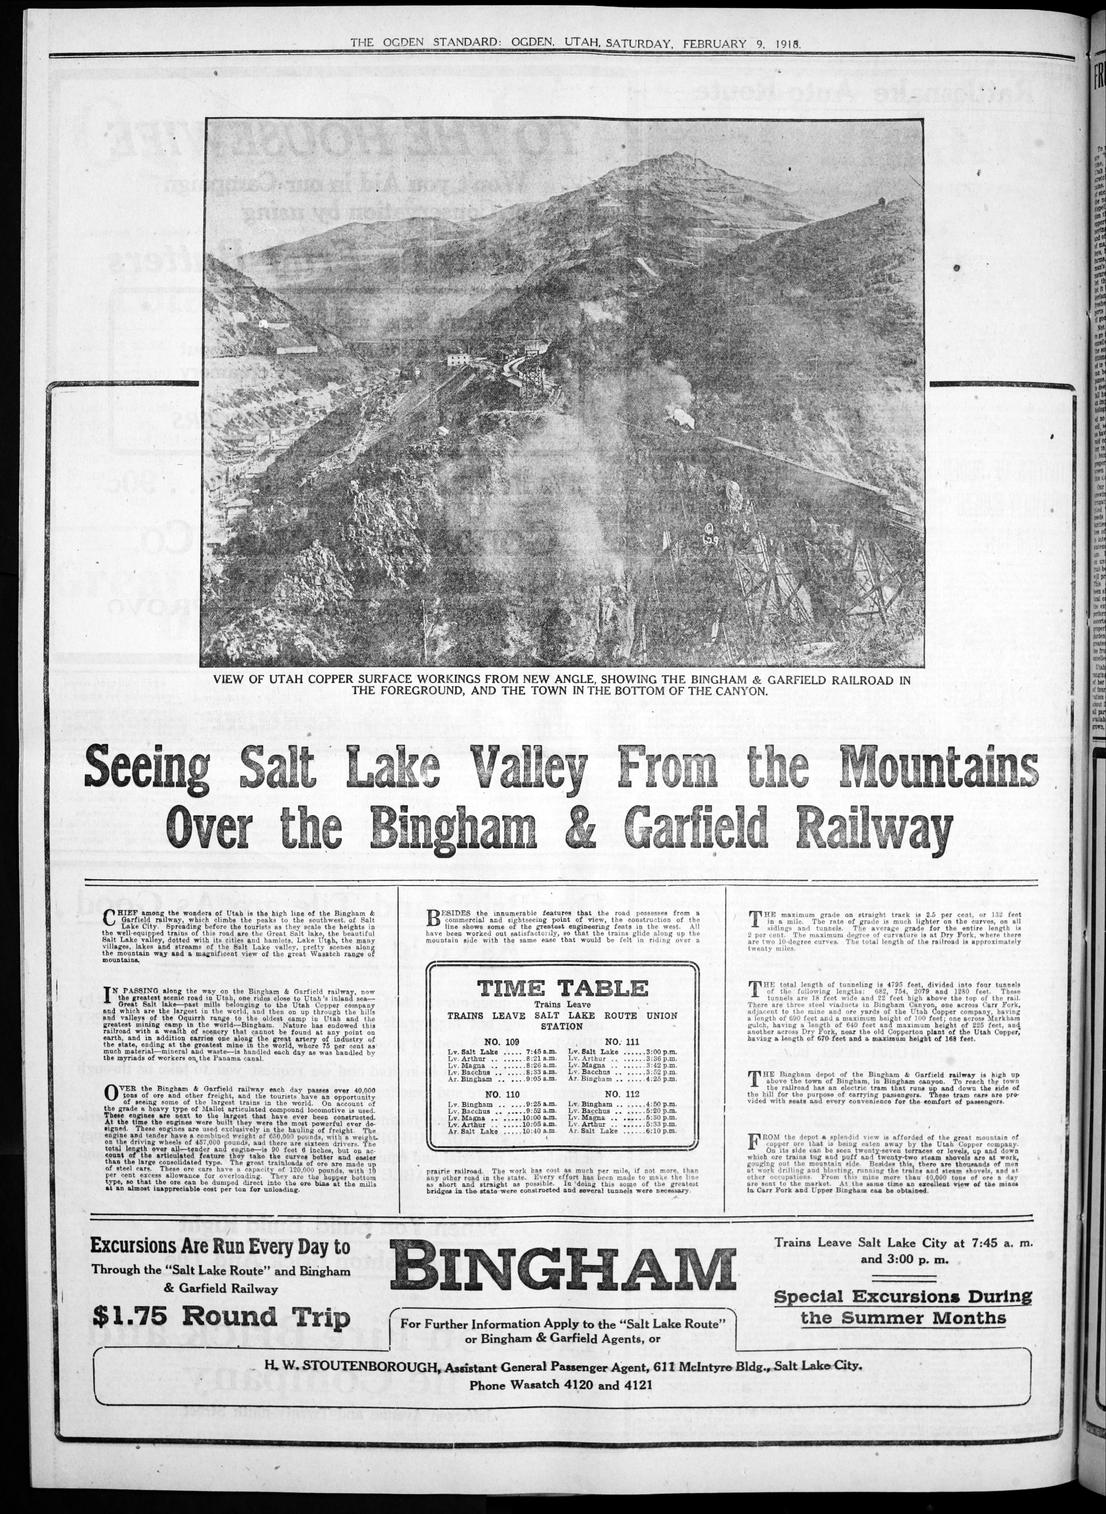 THE OGDEN STANDARD: OGDEN, UTAH, SATURDAY, FEBRUARY 9, 1918.
VIEW OF UTAH COPPER SURFACE WORKINGS FROM NEW ANGLE, SHOWING THE BINGHAM & GARFIELD RAILROAD IN
THE FOREGROUND, AND THE TOWN IN THE BOTTOM OF THE CANYON.
Seeing Salt Lake Valley From the Mountains
Over the Bingham & Garfield Railway
CHIEF among the wonders of Utah is the high line of the Bingham &
Garfield railway, which climbs the peaks to the southwest of Salt
Lake City. Spreading before the tourists as they scale the heights in
the well-equipped trains of this road are the Great Salt lake, the beautiful
Salt Lake valley, dotted with its cities and hamlets, Lake Utah, the many
villages, lakes and streams of the Salt Lake valley, pretty scenes along
the mountain way and a magnificent view of the great Wasatch range of
mountains.
IN PASSING along the way on the Bingham & Garfield railway, now
the greatest scenic road in Utah, one rides close to Utah's inland sea—
Great Salt lake—past mills belonging to the Utah Copper company
and which are the largest in the world, and then on up through the hills
and valleys of the Oquirrh range to the oldest camp in Utah and the
greatest mining camp in the world—Bingham. Nature has endowed this
railroad with a wealth of scenery that cannot be found at any point on
earth, and in addition carries one along the great artery of industry of
the state, ending at the greatest mine in the world, where 75 per cent as
much material—mineral and waste—is handled each day as was handled by
the myriads of workers on the Panama canal.
OVER the Bingham & Garfield railway each day passes over 40,000
tons of ore and other freight, and the tourists have an opportunity
of seeing some of the largest trains in the world. On account of
the grade a heavy type of Mallot articulated compound locomotive is used.
These engines are next to the largest that have ever been constructed.
At the time the engines were built they were the most powerful ever de-
signed. These engines are used exclusively in the hauling of freight. The
engine and tender have a combined weight of 650,000 pounds, with a weight
on the driving wheels of 457,000 pounds, and there are sixteen drivers. The
total length over all—tender and engine—is 90 feet 6 inches, but on ac-
count of the articulated feature they take the curves better and easier
than the large consolidated type. The great trainloads of ore are made up
of steel cars. These ore cars have a capacity of 120,000 pounds, with 10
per cent excess allowance for overloading. They are the hopper bottom
type, so that the ore can be dumped direct into the ore bins at the mills
at an almost inappreciable cost per ton for unloading.
BESIDES the innumerable features that the road possesses from a
commercial and sightseeing point of view, the construction of the
line shows some of the greatest engineering feats in the west. All
have been worked out satisfactorily, so that the trains glide along up the
mountain side with the same ease that would be felt in riding over a
TIME TABLE
Trains Leave
TRAINS LEAVE SALT LAKE ROUTE UNION
STATION
NO. 109
Lv. Salt Lake ..... 7:45 a.m.
Lv. Arthur .. .....8:21 a.m.
Lv. Magna .. .....8:26 a.m.
Lv. Bacchus .. ....8:33 a.m.
Ar. Bingham .. ....9:05 a.m.
NO. 111
Lv. Salt Lake ......3:00 p.m.
Lv. Arthur .. ......3:36 p.m.
Lv. Magna .. ......3:42 p.m.
Lv. Bacchus .. .....3:52 p.m.
Ar. Bingham .. .....4:25 p.m.
NO. 110
Lv. Bingham .. ....9:25 a.m.
Lv. Bacchus .. ....9:52 a.m.
Lv. Magna .. ....10:00 a.m.
Lv. Arthur .. ....10:05 a.m.
Ar. Salt Lake ....10:40 a.m.
NO. 112
Lv. Bingham .. .....4:50 p.m.
Lv. Bacchus .. .....5:20 p.m.
Lv. Magna .. ......5:30 p.m.
Lv. Arthur .. ......5:33 p.m.
Ar. Salt Lake ......6:10 p.m.
prairie railroad. The work has cost as much per mile, if not more, than
any other road in the state. Every effort has been made to make the line
as short and straight as possible. In doing this some of the greatest
bridges in the state were constructed and several tunnels were necessary.
THE maximum grade on straight track is 2.5 per cent, or 132 feet
in a mile. The rate of grade is much lighter on the curves, on all
sidings and tunnels. The average grade for the entire length is
2 per cent. The maximum degree of curvature is at Dry Fork, where there
are two 10-degree curves. The total length of the railroad is approximately
twenty miles.
THE total length of tunneling is 4795 feet, divided into four tunnels
of the following lengths: 682, 754, 2079 and 1280 feet. These
tunnels are 18 feet wide and 22 feet high above the top of the rail.
There are three steel viaducts in Bingham Canyon, one across Carr Fork,
adjacent to the mine and ore yards of the Utah Copper company, having
a length of 690 feet and a maximum height of 190 feet; one across Markham
gulch, having a length of 640 feet and maximum height of 225 feet, and
another across Dry Fork, near the old Copperton plant of the Utah Copper,
having a length of 670 feet and a maximum height of 168 feet.
THE Bingham depot of the Bingham & Garfield railway is high up
above the town of Bingham, in Bingham canyon. To reach the town
the railroad has an electric tram that runs up and down the side of
the hill for the purpose of carrying passengers. These tram cars are pro-
vided with seats and every convenience for the comfort of passengers.
FROM the depot a splendid view is afforded of the great mountain of
copper ore that is being eaten away by the Utah Copper company.
On its side can be seen twenty-seven terraces or levels, up and down
which ore trains tug and puff and twenty-two steam shovels are at work,
gouging out the mountain side. Besides this, there are thousands of men
at work drilling and blasting, running the trains and steam shovels, and at
other occupations. From this mine more than 40,000 tons of ore a day
are sent to the market. At the same time an excellent view of the mines
in Carr Fork and Upper Bingham can be obtained.
Excursions Are Run Every Day to
Through the "Salt Lake Route" and Bingham
& Garfield Railway
$1.75 Round Trip
BINGHAM
For Further Information Apply to the "Salt Lake Route"
or Bingham & Garfield Agents, or
Trains Leave Salt Lake City at 7:45 a. m.
and 3:00 p. m.
Special Excursions During
the Summer Months
H. W. STOUTENBOROUGH, Assistant General Passenger Agent, 611 McIntyre Bldg., Salt Lake City.
Phone Wasatch 4120 and 4121